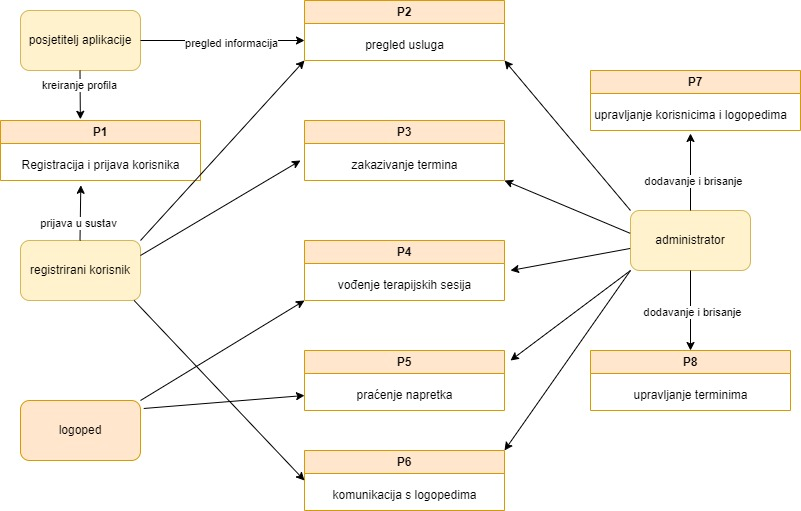 posjetitelj aplikacije
pregled informacija
P2
pregled usluga
kreiranje profila
P1
Registracija i prijava korisnika
P3
zakazivanje termina
P7
upravljanje korisnicima i logopedima
dodavanje i brisanje
prijava u sustav
registrirani korisnik
P4
vođenje terapijskih sesija
administrator
dodavanje i brisanje
P5
praćenje napretka
P8
upravljanje terminima
logoped
P6
komunikacija s logopedima